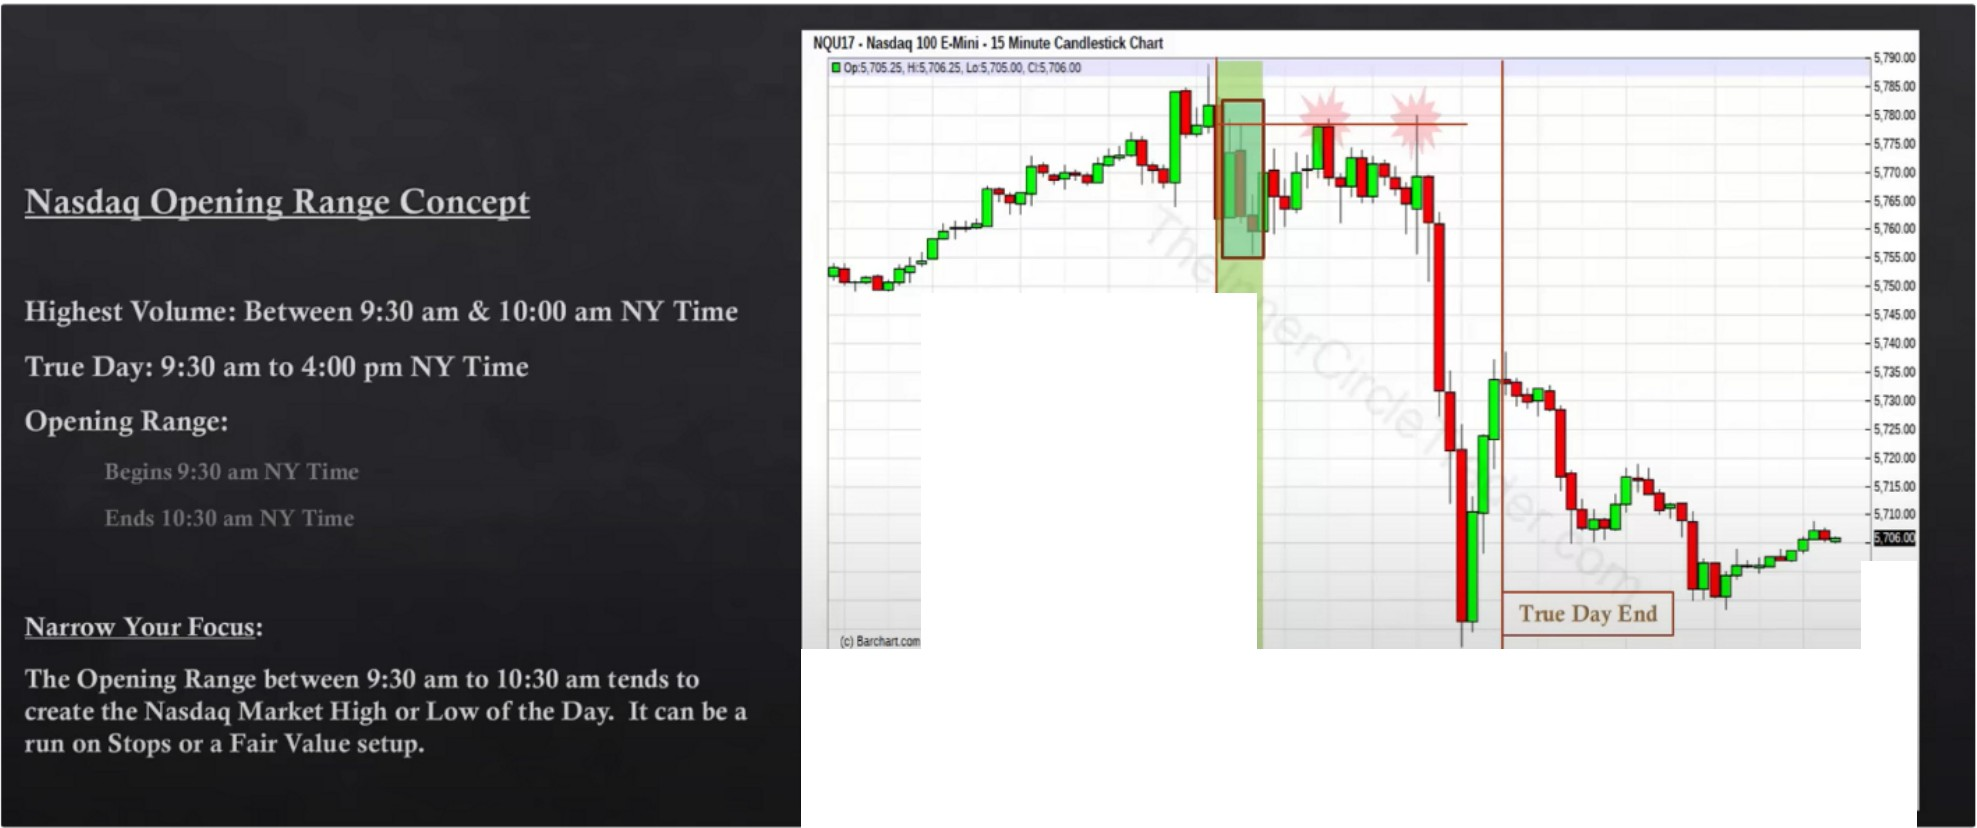 Nasdaq Opening Range Concept
Highest Volume: Between 9:30 am & 10:00 am NY Time
True Day: 9:30 am to 4:00 pm NY Time
Opening Range:
Begins 9:30 am NY Time
Ends 10:30 am NY Time
Narrow Your Focus:
The Opening Range between 9:30 am to 10:30 am tends to
create the Nasdaq Market High or Low of the Day. It can be a
run on Stops or a Fair Value setup.
NQU17 - Nasdaq 100 E-Mini - 15 Minute Candlestick Chart
Op:5,705.25, Hi:5,706.25, Lo:5,705.00, Cl:5,706.00
5,790.00
5,785.00
5,780.00
5,775.00
5,770.00
5,765.00
5,760.00
5,755.00
5,750.00
5,745.00
5,740.00
5,735.00
5,730.00
5,725.00
5,720.00
5,715.00
5,710.00
5,706.00
True Day End
(c) Barchart.com